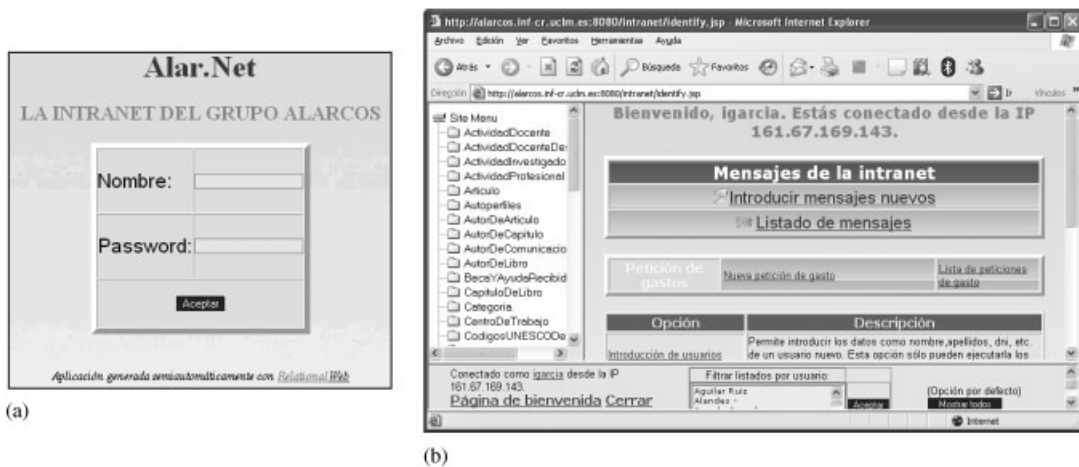 Alar.Net
LA INTRANET DEL GRUPO ALARCOS
Nombre:
Password:
Aceptar
Aplicación generada semiautomáticamente con RelationalWeb
(a)
http://alarcos.inf-cr.uclm.es:8080/intranet/identify.jsp - Microsoft Internet Explorer
Archivo Edición Ver Favoritos Herramientas Ayuda
Atrás Búsqueda Favoritos
Dirección http://alarcos.inf-cr.uclm.es:8080/intranet/identify.jsp Ir Vínculos
Site Menu
ActividadDocente
ActividadDocenteDe
ActividadInvestigado
ActividadProfesional
Articulo
Autoperfiles
AutorDeArticulo
AutorDeCapitulo
AutorDeComunicacio
AutorDeLibro
BecaYAyudaRecibid
CapituloDeLibro
Categoria
CentroDeTrabajo
CodigosUNESCODe
Bienvenido, igarcia. Estás conectado desde la IP
161.67.169.143.
Mensajes de la intranet
Introducir mensajes nuevos
Listado de mensajes
Petición de gastos
Nueva petición de gasto
Lista de peticiones de gasto
Opción Descripción
Introducción de usuarios
Permite introducir los datos como nombre,apellidos, dni, etc.
de un usuario nuevo. Esta opción sólo pueden ejecutarla los
Conectado como igarcia desde la IP
161.67.169.143.
Página de bienvenida Cerrar
Filtrar listados por usuario:
Aguilar Ruiz
Alandes -
Aceptar
(Opción por defecto)
Mostrar todos
Internet
(b)